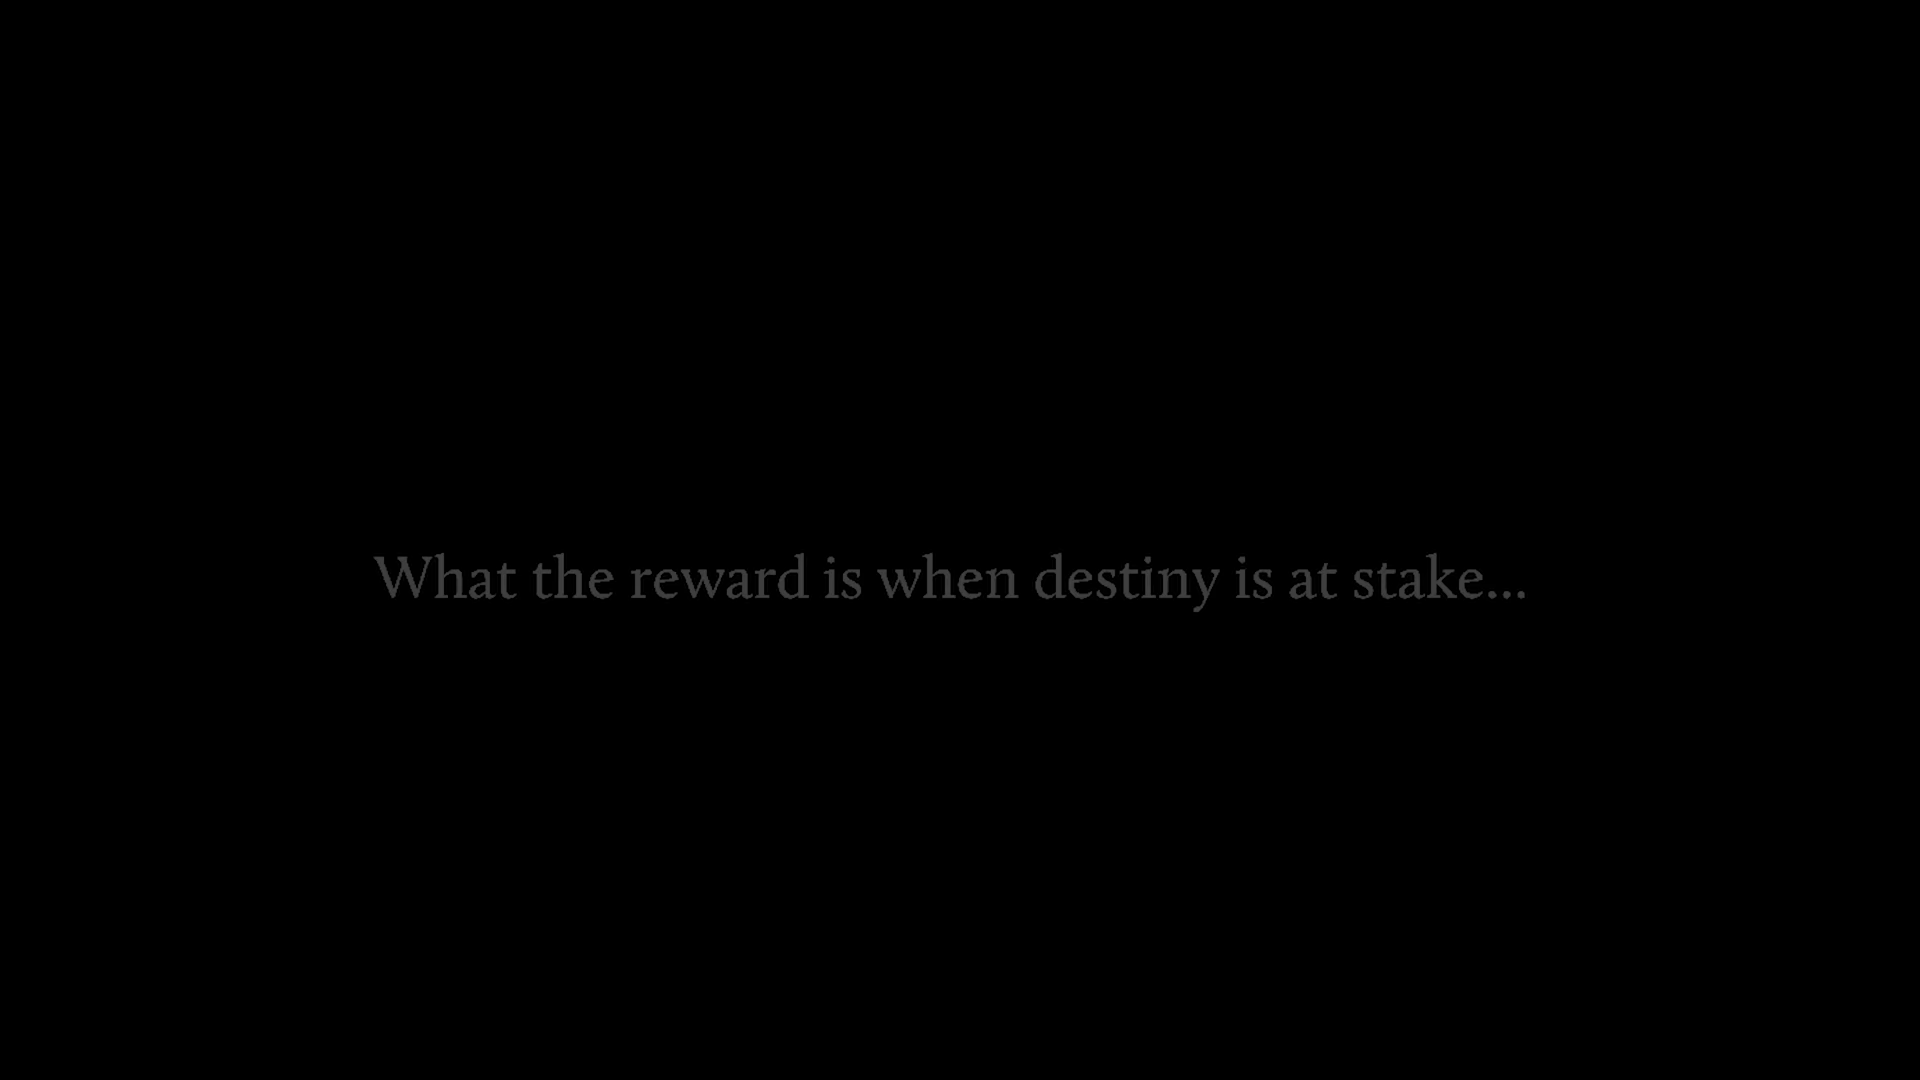 What the reward is when destiny is at stake...